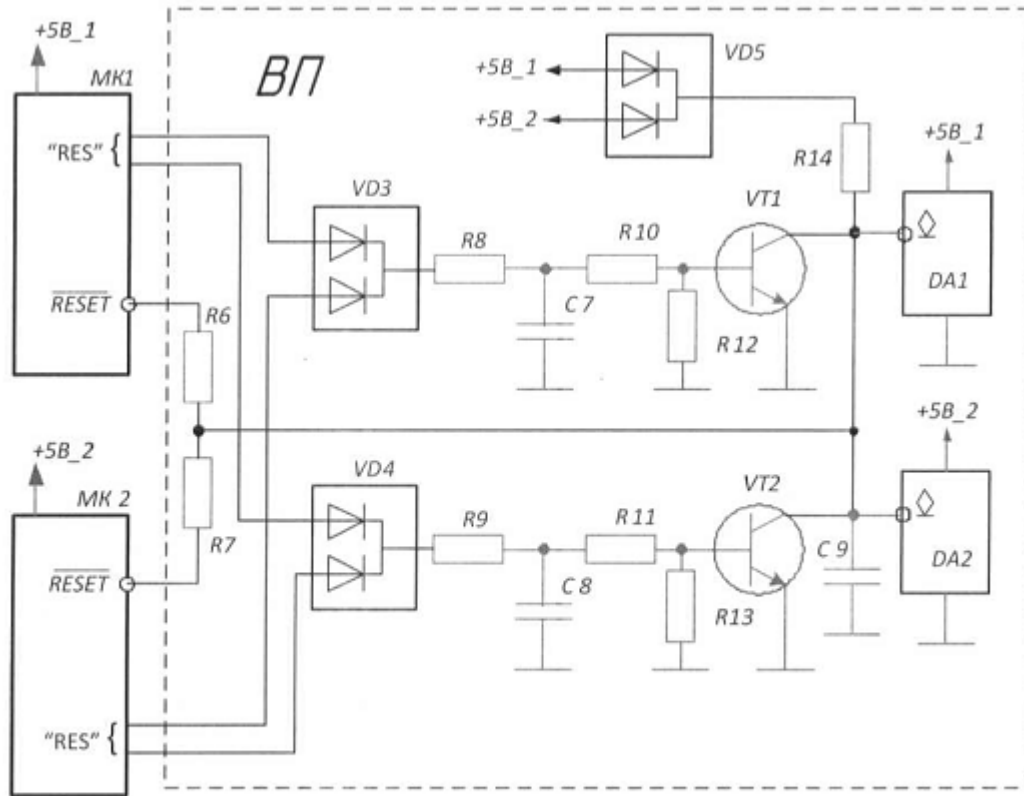 +5В_1
МК1
"RES" {
RESET
R6
+5В_2
МК 2
RESET
R7
"RES" {
ВП
+5В_1
+5В_2
VD5
R14
+5В_1
DA1
VD3
R8
C7
R10
R12
VT1
+5В_2
VD4
R9
C8
R11
R13
VT2
C9
DA2